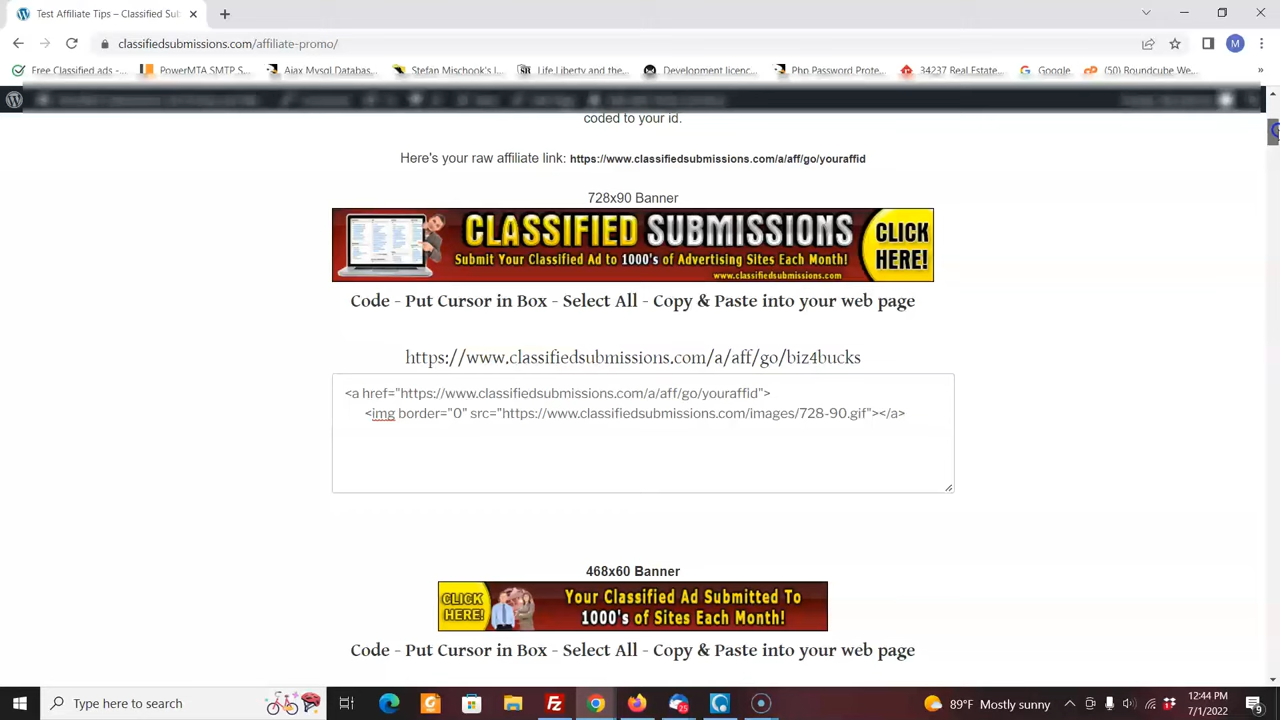 Test Affiliate Tips – Classified Sub
classifiedsubmissions.com/affiliate-promo/
M
Free Classified ads -...
PowerMTA SMTP S...
Ajax Mysql Databas...
Stefan Mischook's I...
Life Liberty and the...
Development licenc...
Php Password Prote...
34237 Real Estate...
Google
(50) Roundcube We...
»
coded to your id.
Here's your raw affiliate link: https://www.classifiedsubmissions.com/a/aff/go/youraffid
728x90 Banner
CLASSIFIED SUBMISSIONS
Submit Your Classified Ad to 1000's of Advertising Sites Each Month!
www.classifiedsubmissions.com
CLICK
HERE!
Code - Put Cursor in Box - Select All - Copy & Paste into your web page
https://www.classifiedsubmissions.com/a/aff/go/biz4bucks
<a href="https://www.classifiedsubmissions.com/a/aff/go/youraffid">
<img border="0" src="https://www.classifiedsubmissions.com/images/728-90.gif"></a>
468x60 Banner
CLICK
HERE!
Your Classified Ad Submitted To
1000's of Sites Each Month!
Code - Put Cursor in Box - Select All - Copy & Paste into your web page
Type here to search
25
89°F Mostly sunny
12:44 PM
7/1/2022
9